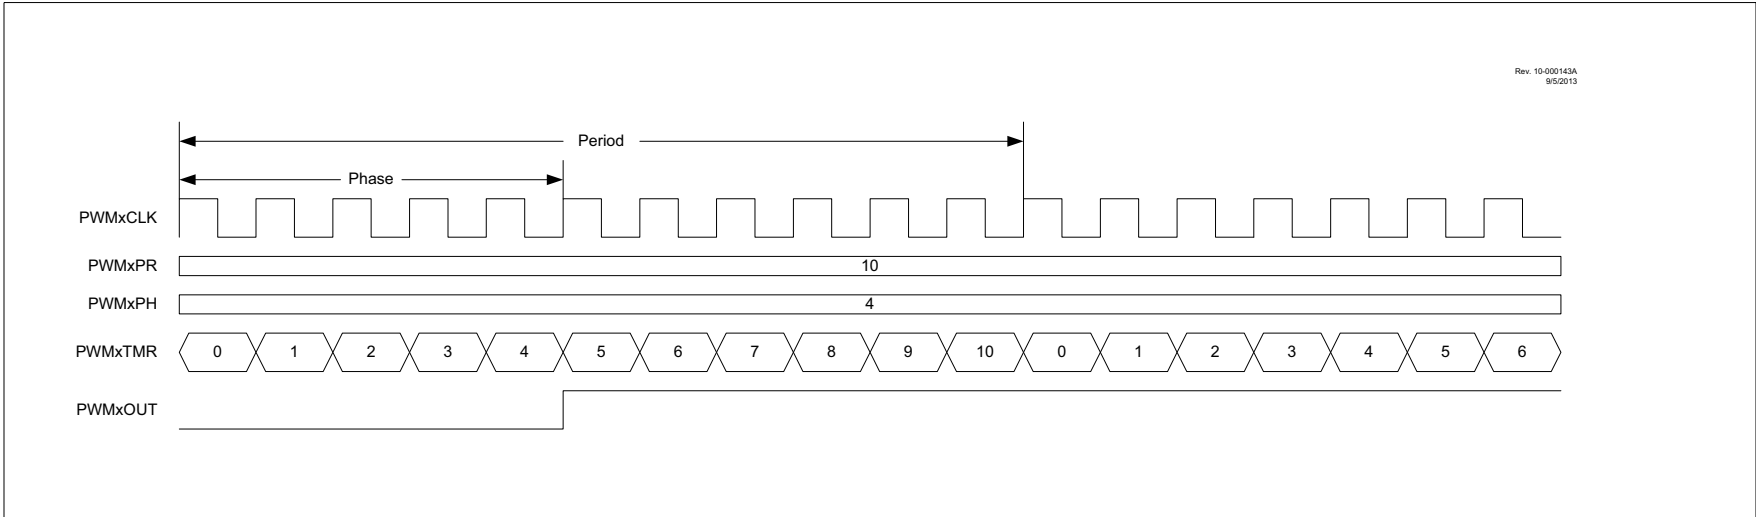 Rev. 10-000143A
9/5/2013
Period
Phase
PWMxCLK
PWMxPR 10
PWMxPH 4
PWMxTMR 0 1 2 3 4 5 6 7 8 9 10 0 1 2 3 4 5 6
PWMxOUT